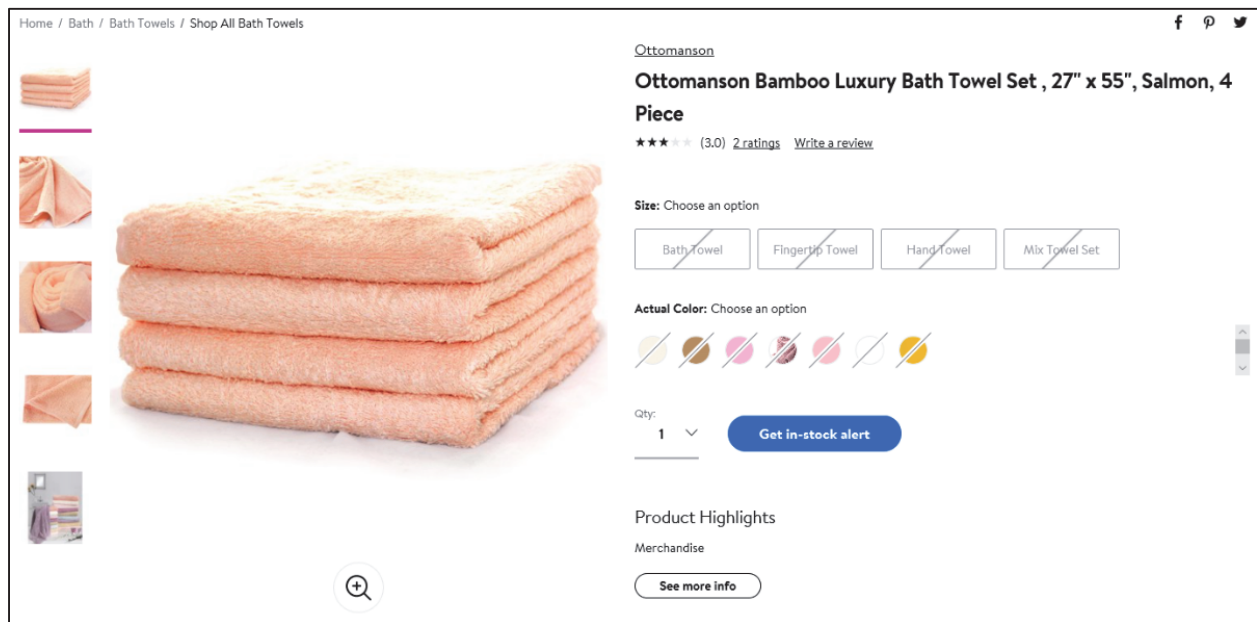 Home / Bath / Bath Towels / Shop All Bath Towels
Ottomanson
Ottomanson Bamboo Luxury Bath Towel Set , 27" x 55", Salmon, 4
Piece
(3.0) 2 ratings Write a review
Size: Choose an option
Bath Towel Fingertip Towel Hand Towel Mix Towel Set
Actual Color: Choose an option
Qty:
1 Get in-stock alert
Product Highlights
Merchandise
See more info